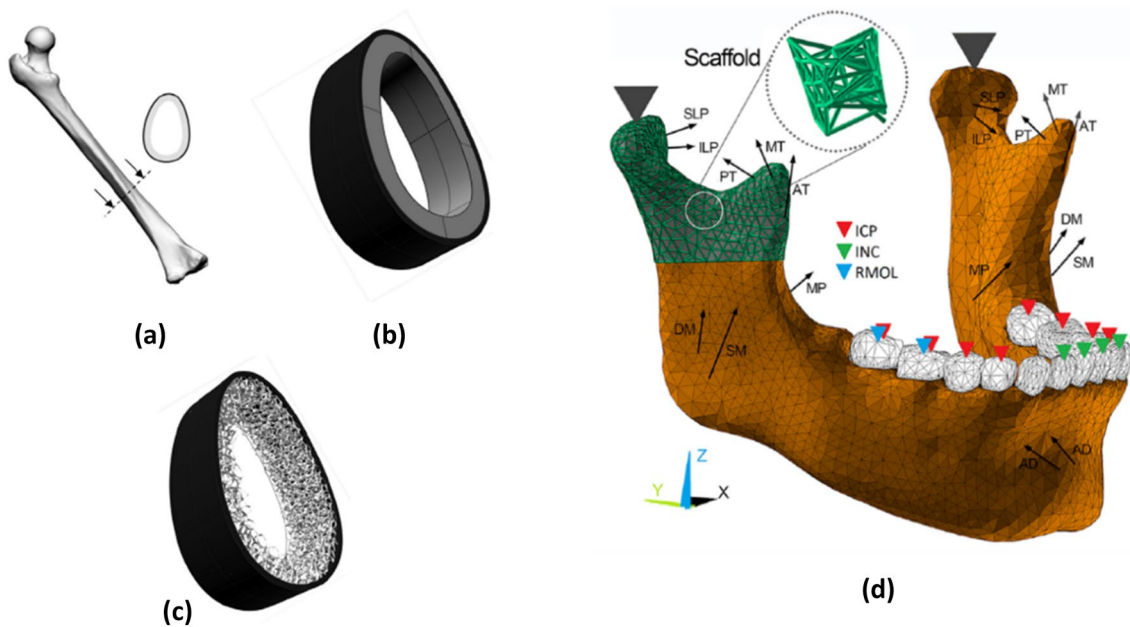 (a)
(b)
(c)
Scaffold
SLP
ILP
PT
MT
AT
SLP
ILP
PT
MT
AT
DM
SM
MP
ICP
INC
RMOL
MP
DM
SM
AD
AD
Z
Y
X
(d)